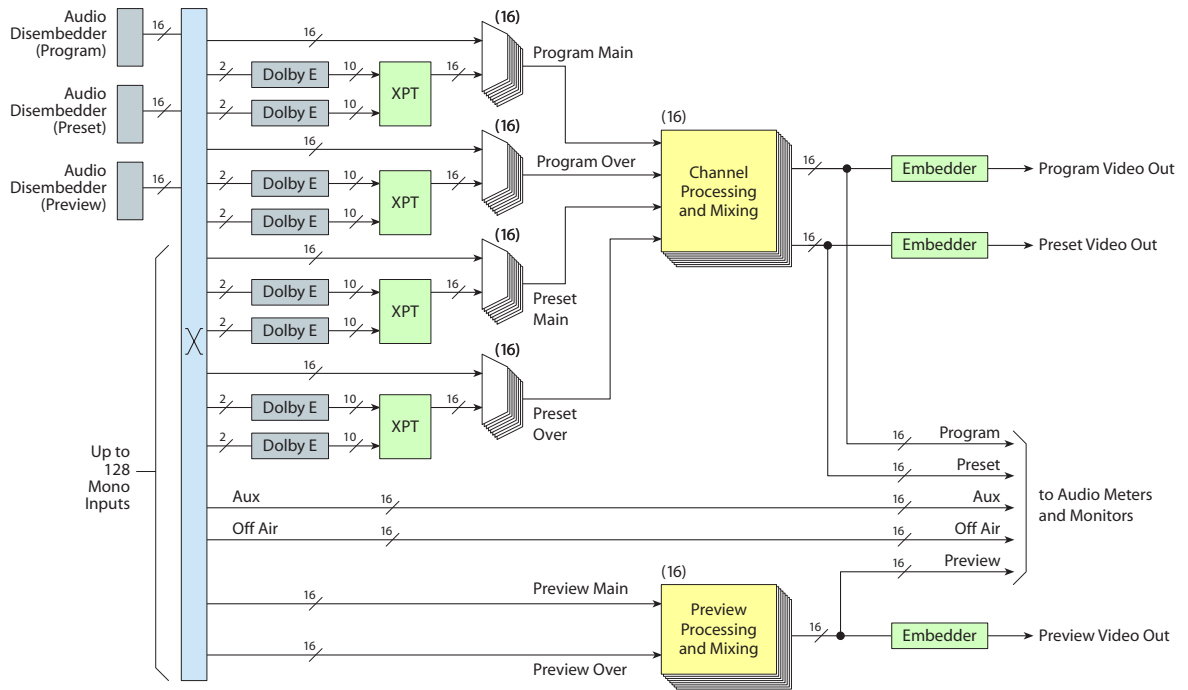 Audio
Disembedder
(Program)
16
Audio
Disembedder
(Preset)
16
Audio
Disembedder
(Preview)
16
Up to
128
Mono
Inputs
16
(16)
Program Main
2
Dolby E
10
XPT
16
2
Dolby E
10
16
(16)
Program Over
2
Dolby E
10
XPT
16
2
Dolby E
10
16
(16)
Preset
Main
2
Dolby E
10
XPT
16
2
Dolby E
10
16
(16)
Preset
Over
2
Dolby E
10
XPT
16
2
Dolby E
10
(16)
Channel
Processing
and Mixing
16
Embedder
Program Video Out
16
Embedder
Preset Video Out
16
Program
16
Preset
Aux
16
16
Aux
Off Air
16
16
Off Air
16
Preview
to Audio Meters
and Monitors
16
Preview Main
16
Preview Over
(16)
Preview
Processing
and Mixing
16
Embedder
Preview Video Out